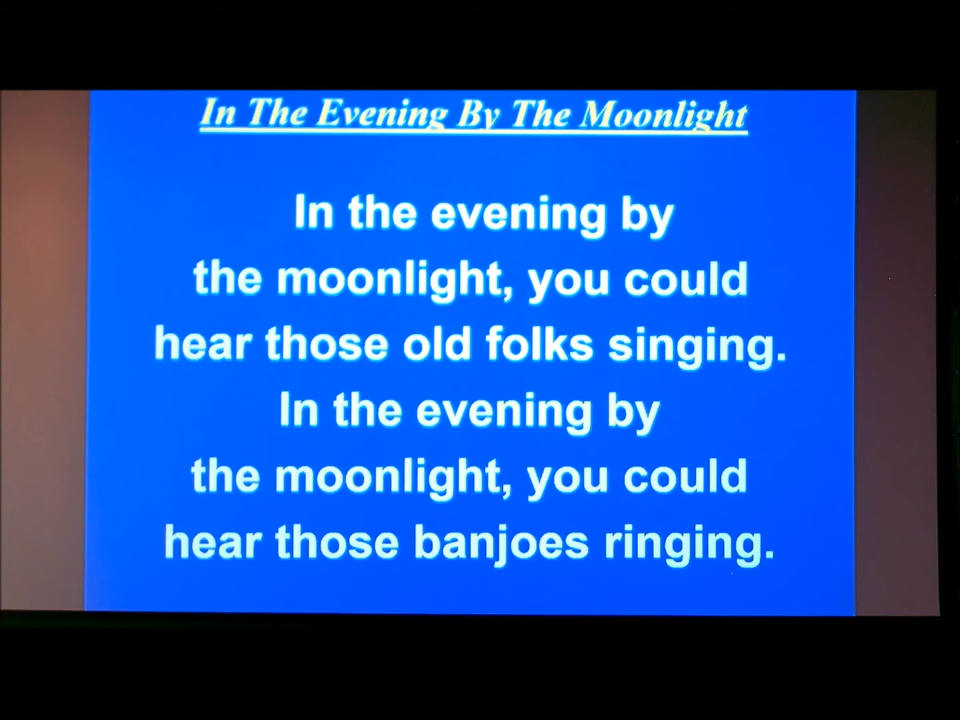 In The Evening By The Moonlight
In the evening by
the moonlight, you could
hear those old folks singing.
In the evening by
the moonlight, you could
hear those banjoes ringing.